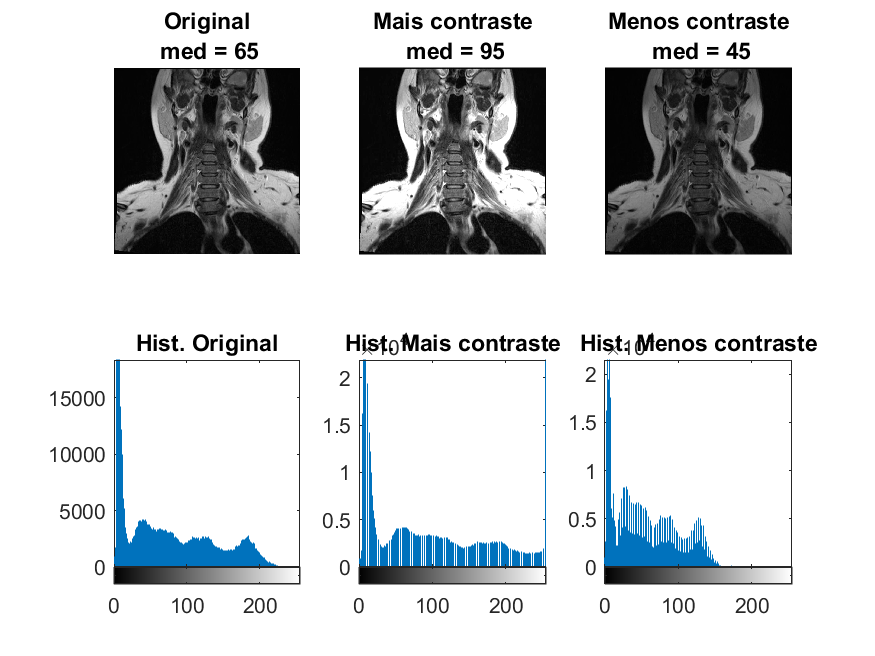 Original
med = 65
Mais contraste
med = 95
Menos contraste
med = 45
Hist. Original
15000
10000
5000
0
0 100 200
Hist. Mais contraste
2
1.5
1
0.5
0
0 100 200
Hist. Menos contraste
2
1.5
1
0.5
0
0 100 200